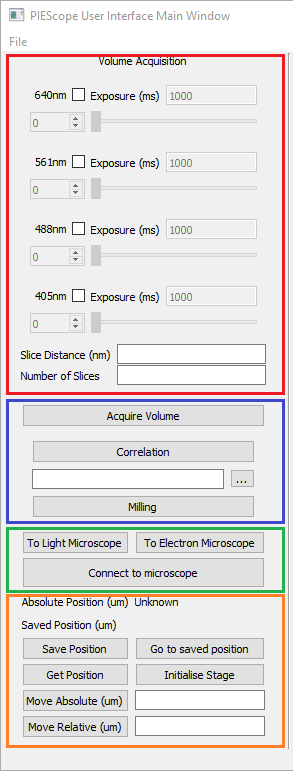 PIEScope User Interface Main Window
File
Volume Acquisition
640nm Exposure (ms) 1000
0
561nm Exposure (ms) 1000
0
488nm Exposure (ms) 1000
0
405nm Exposure (ms) 1000
0
Slice Distance (nm)
Number of Slices
Acquire Volume
Correlation
...
Milling
To Light Microscope To Electron Microscope
Connect to microscope
Absolute Position (um) Unknown
Saved Position (um)
Save Position Go to saved position
Get Position Initialise Stage
Move Absolute (um)
Move Relative (um)